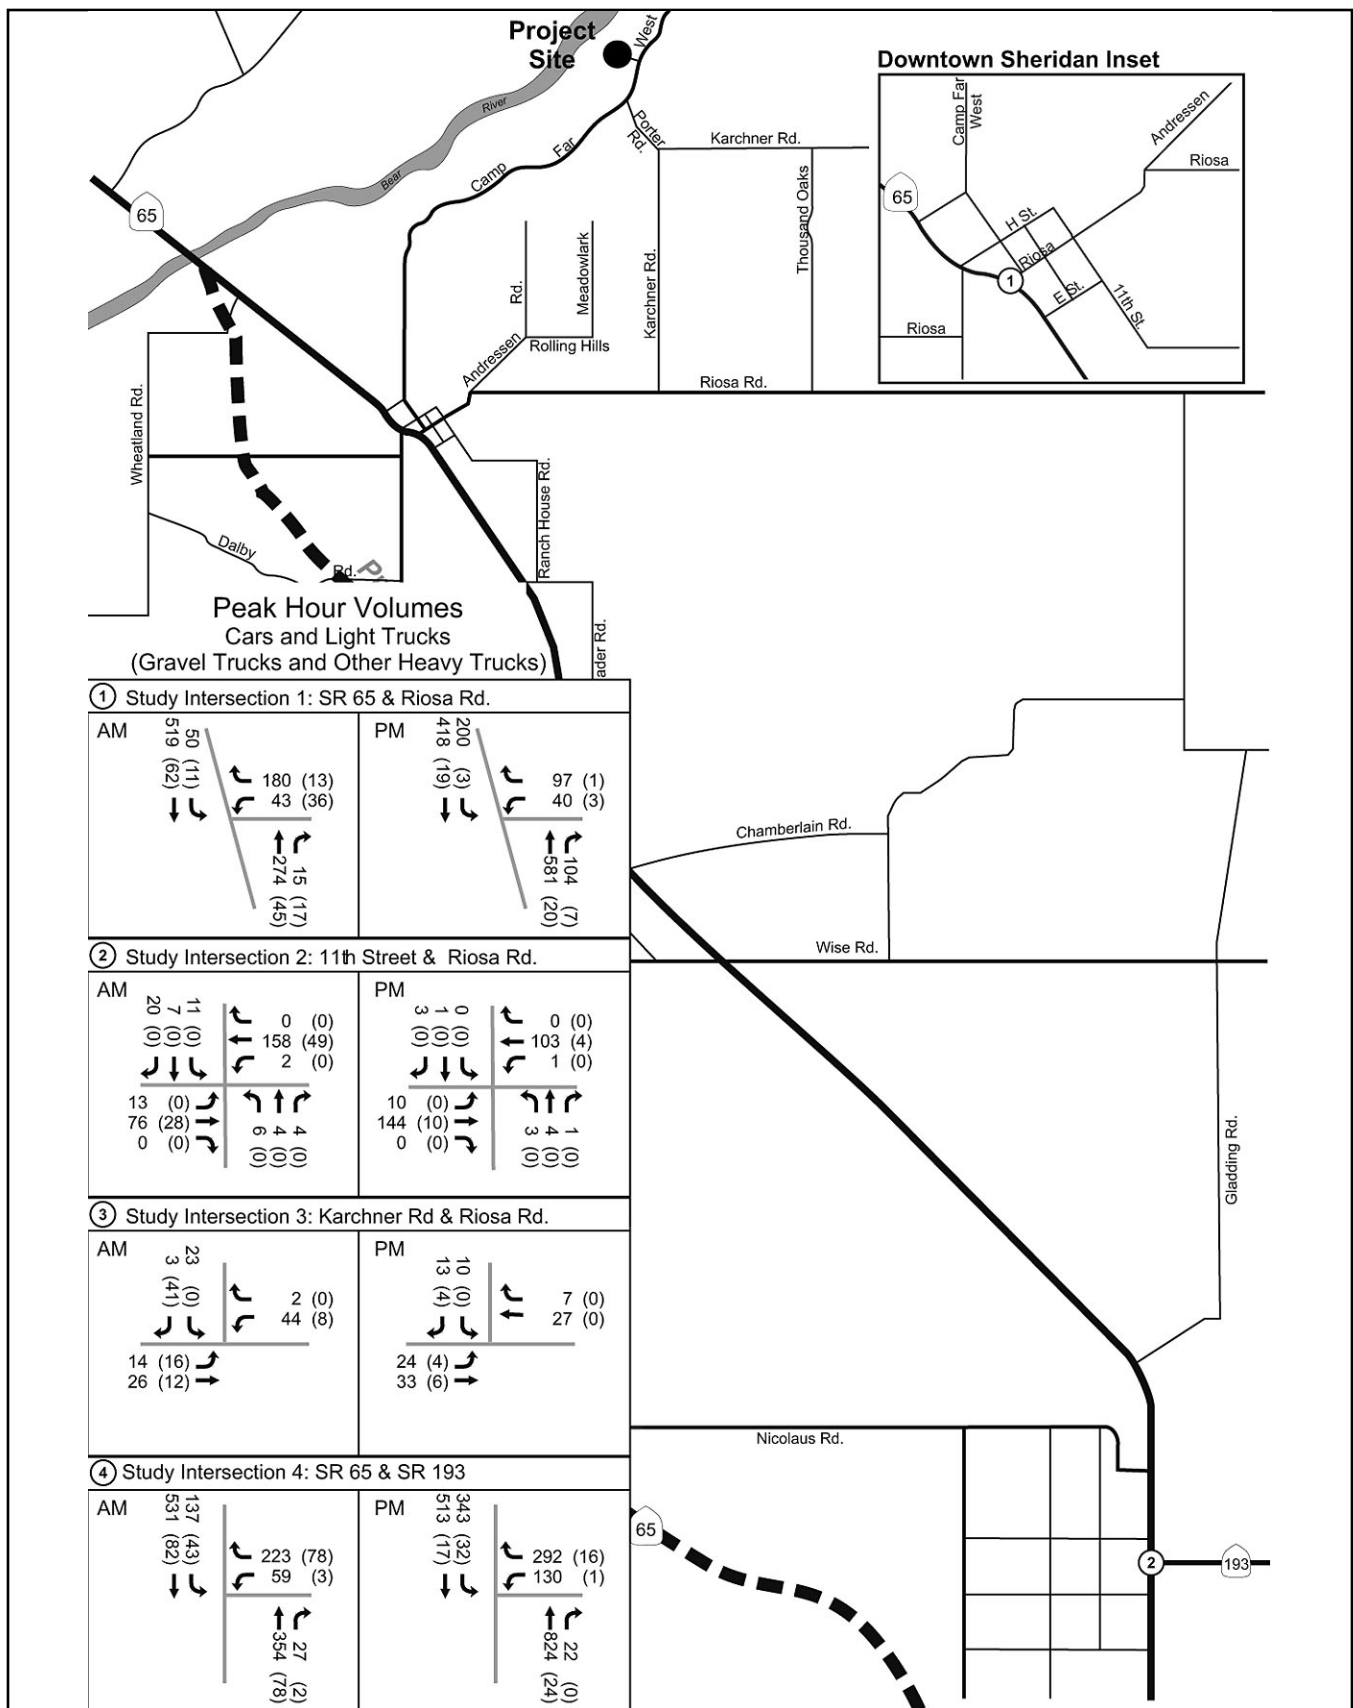 Project
Site
West
River
Bear
Camp
Far
Porter
Rd.
Karchner Rd.
Thousand Oaks
Karchner Rd.
65
Rd.
Meadowlark
Andressen
Rolling Hills
Riosa Rd.
Wheatland Rd.
Ranch House Rd.
Dalby
Rd.
Downtown Sheridan Inset
Camp Far
West
Andressen
Riosa
65
H St.
Riosa
1
E St.
11th St.
Riosa
Peak Hour Volumes
Cars and Light Trucks
(Gravel Trucks and Other Heavy Trucks)
ader Rd.
1 Study Intersection 1: SR 65 & Riosa Rd.
AM
519 (62)
50 (11)
180 (13)
43 (36)
274 (45)
15 (17)
PM
418 (19)
200 (3)
97 (1)
40 (3)
581 (20)
104 (7)
2 Study Intersection 2: 11th Street & Riosa Rd.
AM
20 (0)
7 (0)
11 (0)
0 (0)
158 (49)
2 (0)
13 (0)
76 (28)
0 (0)
6 (0)
4 (0)
4 (0)
PM
3 (0)
1 (0)
0 (0)
0 (0)
103 (4)
1 (0)
10 (0)
144 (10)
0 (0)
3 (0)
4 (0)
1 (0)
3 Study Intersection 3: Karchner Rd & Riosa Rd.
AM
3 (41)
23 (0)
2 (0)
44 (8)
14 (16)
26 (12)
PM
13 (4)
10 (0)
7 (0)
27 (0)
24 (4)
33 (6)
4 Study Intersection 4: SR 65 & SR 193
AM
531 (82)
137 (43)
223 (78)
59 (3)
354 (78)
27 (2)
PM
513 (17)
343 (32)
292 (16)
130 (1)
824 (24)
22 (0)
Chamberlain Rd.
Wise Rd.
Gladding Rd.
Nicolaus Rd.
65
2
193